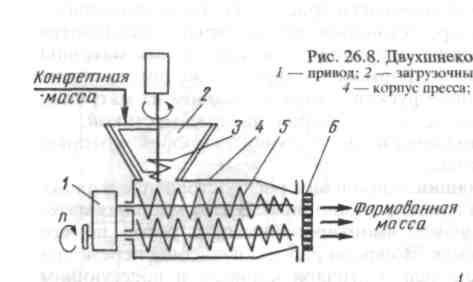 Рис. 26.8. Двухшнеко
1 — привод; 2 — загрузочны
4 — корпус пресса;
Конфетная
масса
2
3 4 5 6
1
n
Формованная
масса